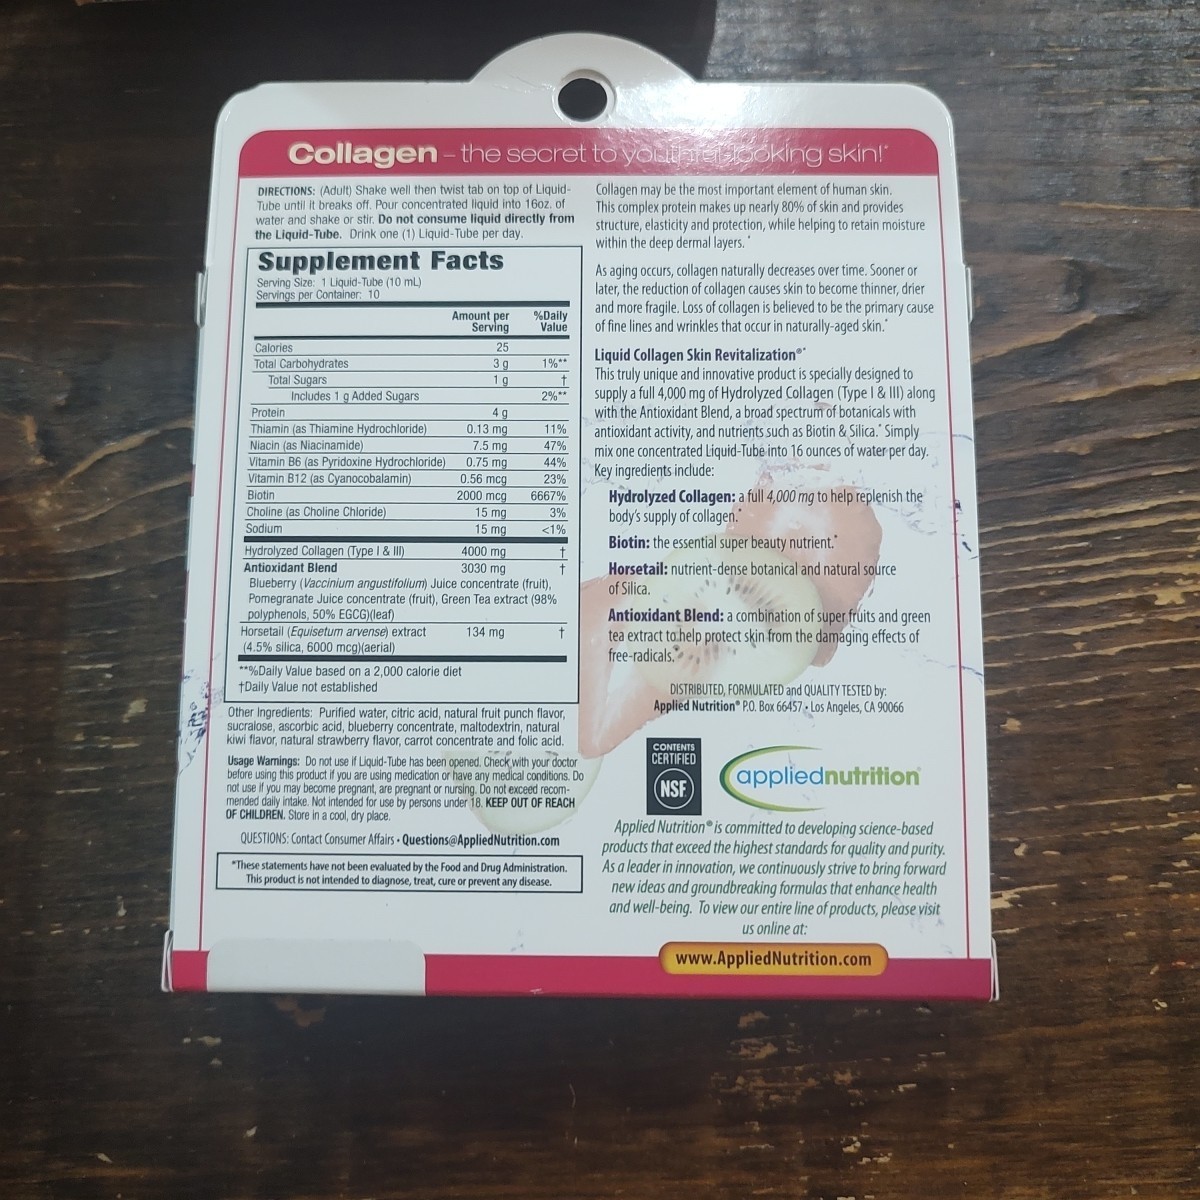 Collagen – the secret to youthful-looking skin!*
DIRECTIONS: (Adult) Shake well then twist tab on top of Liquid-
Tube until it breaks off. Pour concentrated liquid into 16oz. of
water and shake or stir. Do not consume liquid directly from
the Liquid-Tube. Drink one (1) Liquid-Tube per day.
Supplement Facts
Serving Size: 1 Liquid-Tube (10 mL)
Servings per Container: 10
Amount per Serving %Daily Value
Calories 25
Total Carbohydrates 3 g 1%**
Total Sugars 1 g †
Includes 1 g Added Sugars 2%**
Protein 4 g
Thiamin (as Thiamine Hydrochloride) 0.13 mg 11%
Niacin (as Niacinamide) 7.5 mg 47%
Vitamin B6 (as Pyridoxine Hydrochloride) 0.75 mg 44%
Vitamin B12 (as Cyanocobalamin) 0.56 mcg 23%
Biotin 2000 mcg 6667%
Choline (as Choline Chloride) 15 mg 3%
Sodium 15 mg <1%
Hydrolyzed Collagen (Type I & III) 4000 mg †
Antioxidant Blend 3030 mg †
Blueberry (Vaccinium angustifolium) Juice concentrate (fruit),
Pomegranate Juice concentrate (fruit), Green Tea extract (98%
polyphenols, 50% EGCG)(leaf)
Horsetail (Equisetum arvense) extract 134 mg †
(4.5% silica, 6000 mcg)(aerial)
**%Daily Value based on a 2,000 calorie diet
†Daily Value not established
Other Ingredients: Purified water, citric acid, natural fruit punch flavor,
sucralose, ascorbic acid, blueberry concentrate, maltodextrin, natural
kiwi flavor, natural strawberry flavor, carrot concentrate and folic acid.
Usage Warnings: Do not use if Liquid-Tube has been opened. Check with your doctor
before using this product if you are using medication or have any medical conditions. Do
not use if you may become pregnant, are pregnant or nursing. Do not exceed recom-
mended daily intake. Not intended for use by persons under 18. KEEP OUT OF REACH
OF CHILDREN. Store in a cool, dry place.
QUESTIONS: Contact Consumer Affairs • Questions@AppliedNutrition.com
*These statements have not been evaluated by the Food and Drug Administration.
This product is not intended to diagnose, treat, cure or prevent any disease.
Collagen may be the most important element of human skin.
This complex protein makes up nearly 80% of skin and provides
structure, elasticity and protection, while helping to retain moisture
within the deep dermal layers.*
As aging occurs, collagen naturally decreases over time. Sooner or
later, the reduction of collagen causes skin to become thinner, drier
and more fragile. Loss of collagen is believed to be the primary cause
of fine lines and wrinkles that occur in naturally-aged skin.*
Liquid Collagen Skin Revitalization®*
This truly unique and innovative product is specially designed to
supply a full 4,000 mg of Hydrolyzed Collagen (Type I & III) along
with the Antioxidant Blend, a broad spectrum of botanicals with
antioxidant activity, and nutrients such as Biotin & Silica.* Simply
mix one concentrated Liquid-Tube into 16 ounces of water per day.
Key ingredients include:
Hydrolyzed Collagen: a full 4,000 mg to help replenish the
body's supply of collagen.*
Biotin: the essential super beauty nutrient.*
Horsetail: nutrient-dense botanical and natural source
of Silica.
Antioxidant Blend: a combination of super fruits and green
tea extract to help protect skin from the damaging effects of
free-radicals.*
DISTRIBUTED, FORMULATED and QUALITY TESTED by:
Applied Nutrition® P.O. Box 66457 • Los Angeles, CA 90066
CONTENTS
CERTIFIED
NSF
appliednutrition®
Applied Nutrition® is committed to developing science-based
products that exceed the highest standards for quality and purity.
As a leader in innovation, we continuously strive to bring forward
new ideas and groundbreaking formulas that enhance health
and well-being. To view our entire line of products, please visit
us online at:
www.AppliedNutrition.com